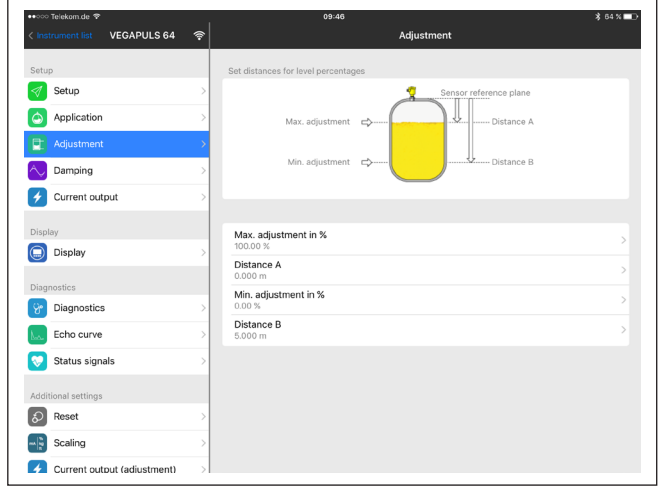 Telekom.de
09:46
64 %
Instrument list
VEGAPULS 64
Adjustment
Setup
Setup
Application
Adjustment
Damping
Current output
Display
Display
Diagnostics
Diagnostics
Echo curve
Status signals
Additional settings
Reset
Scaling
Current output (adjustment)
Set distances for level percentages
Sensor reference plane
Max. adjustment
Distance A
Min. adjustment
Distance B
Max. adjustment in %
100.00 %
Distance A
0.000 m
Min. adjustment in %
0.00 %
Distance B
5.000 m